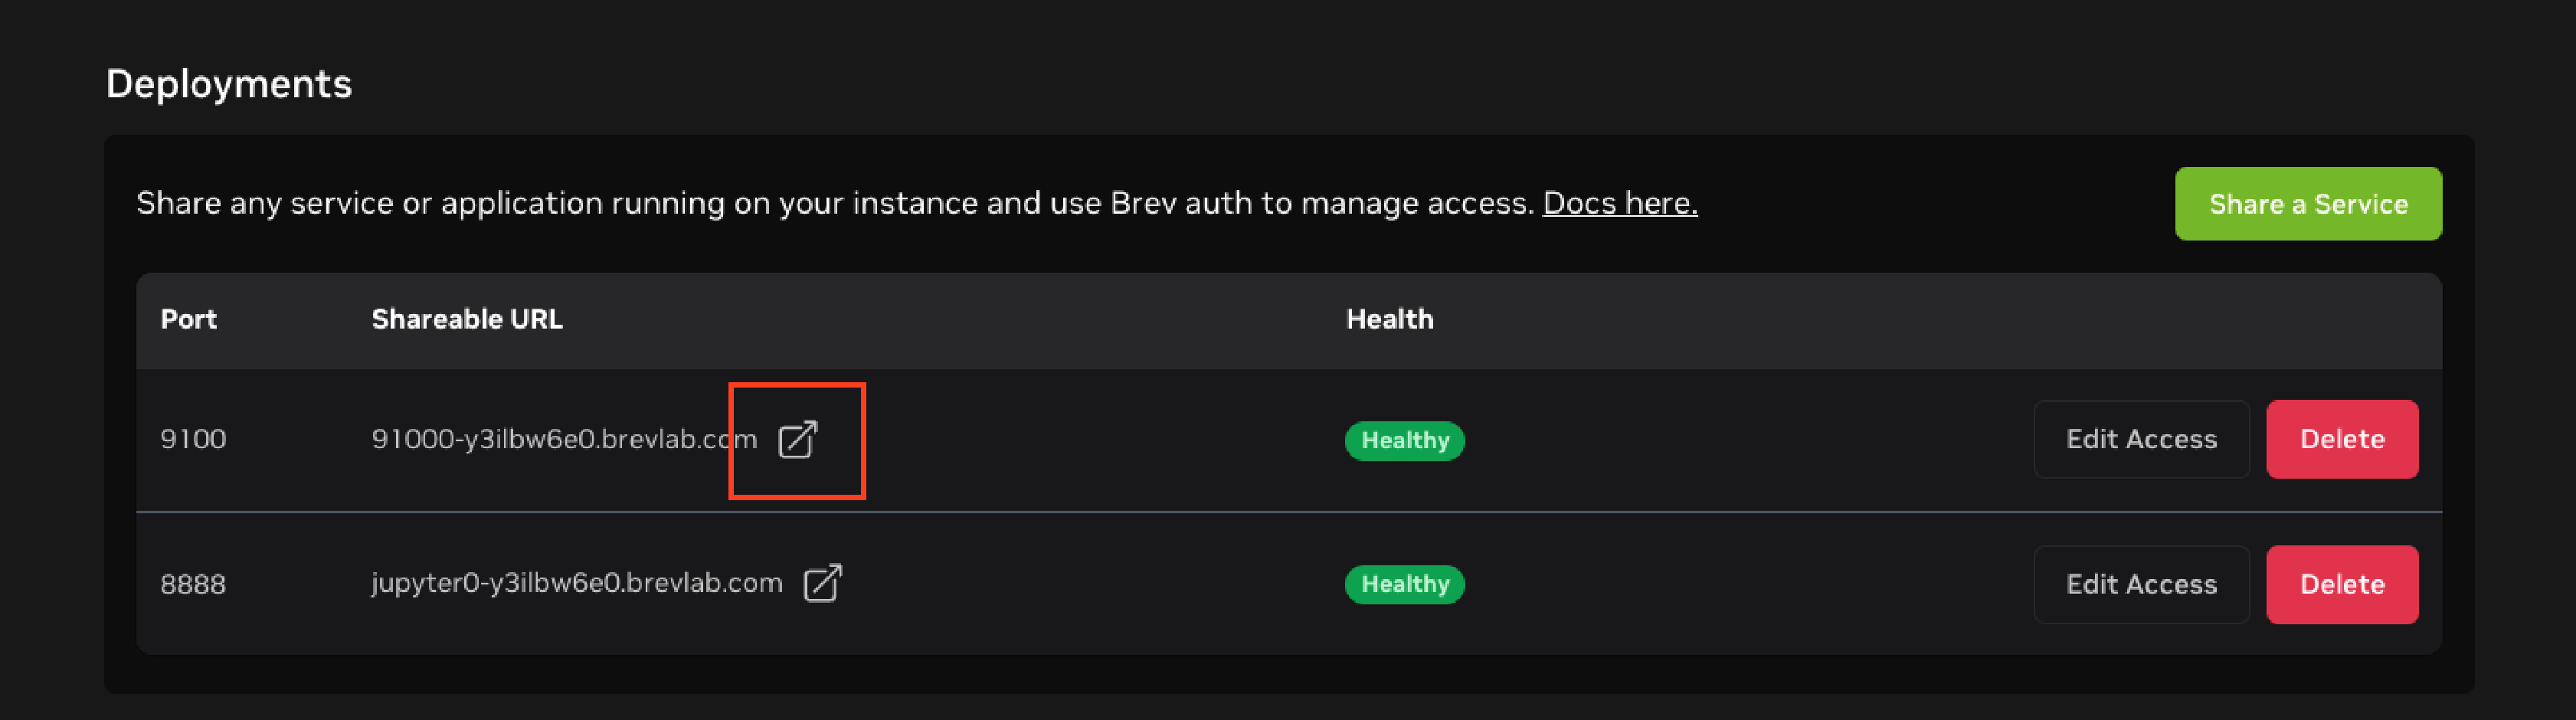 Deployments
Share any service or application running on your instance and use Brev auth to manage access. Docs here.
Share a Service
Port Shareable URL Health
9100 91000-y3ilbw6e0.brevlab.com Healthy Edit Access Delete
8888 jupyter0-y3ilbw6e0.brevlab.com Healthy Edit Access Delete